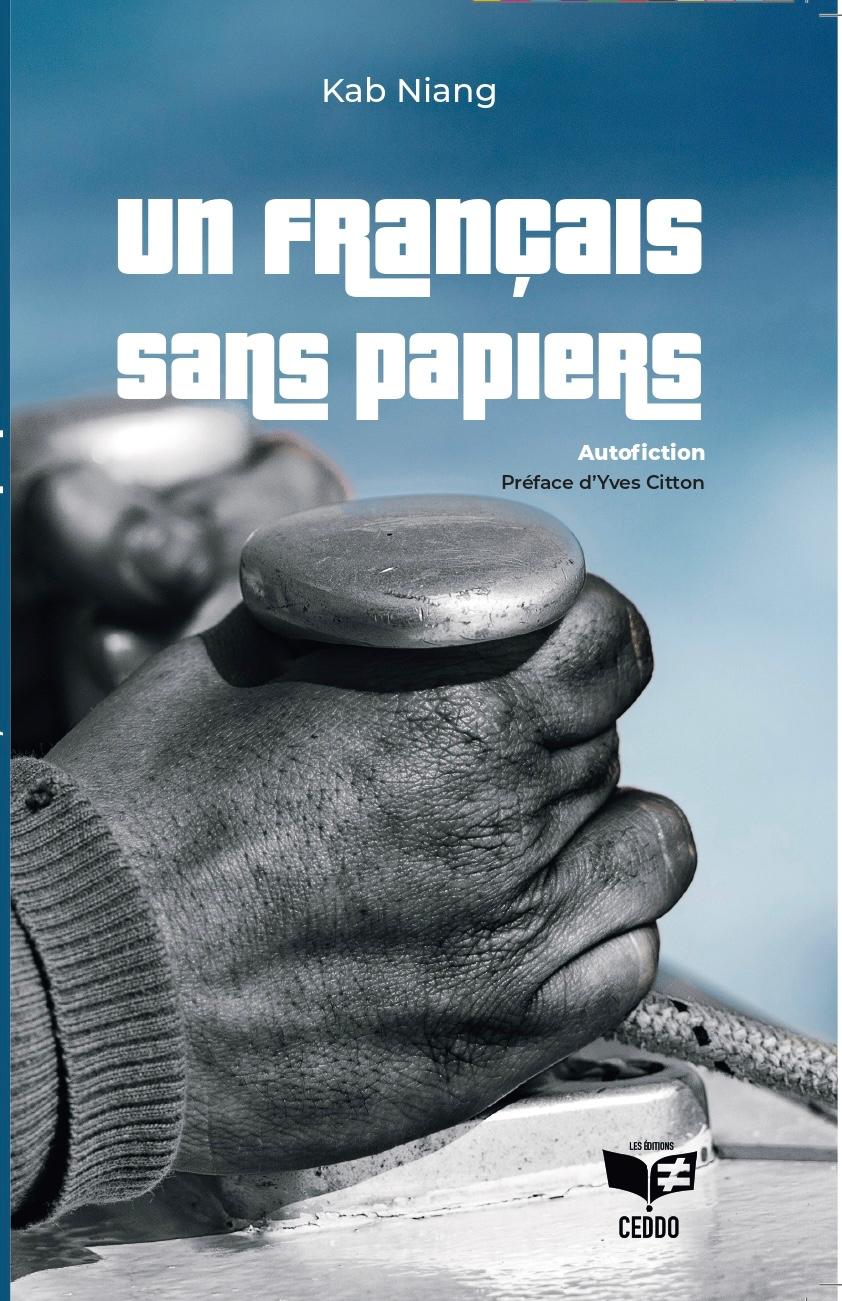 Kab Niang
un français
sans papiers
Autofiction
Préface d'Yves Citton
LES ÉDITIONS
CEDDO